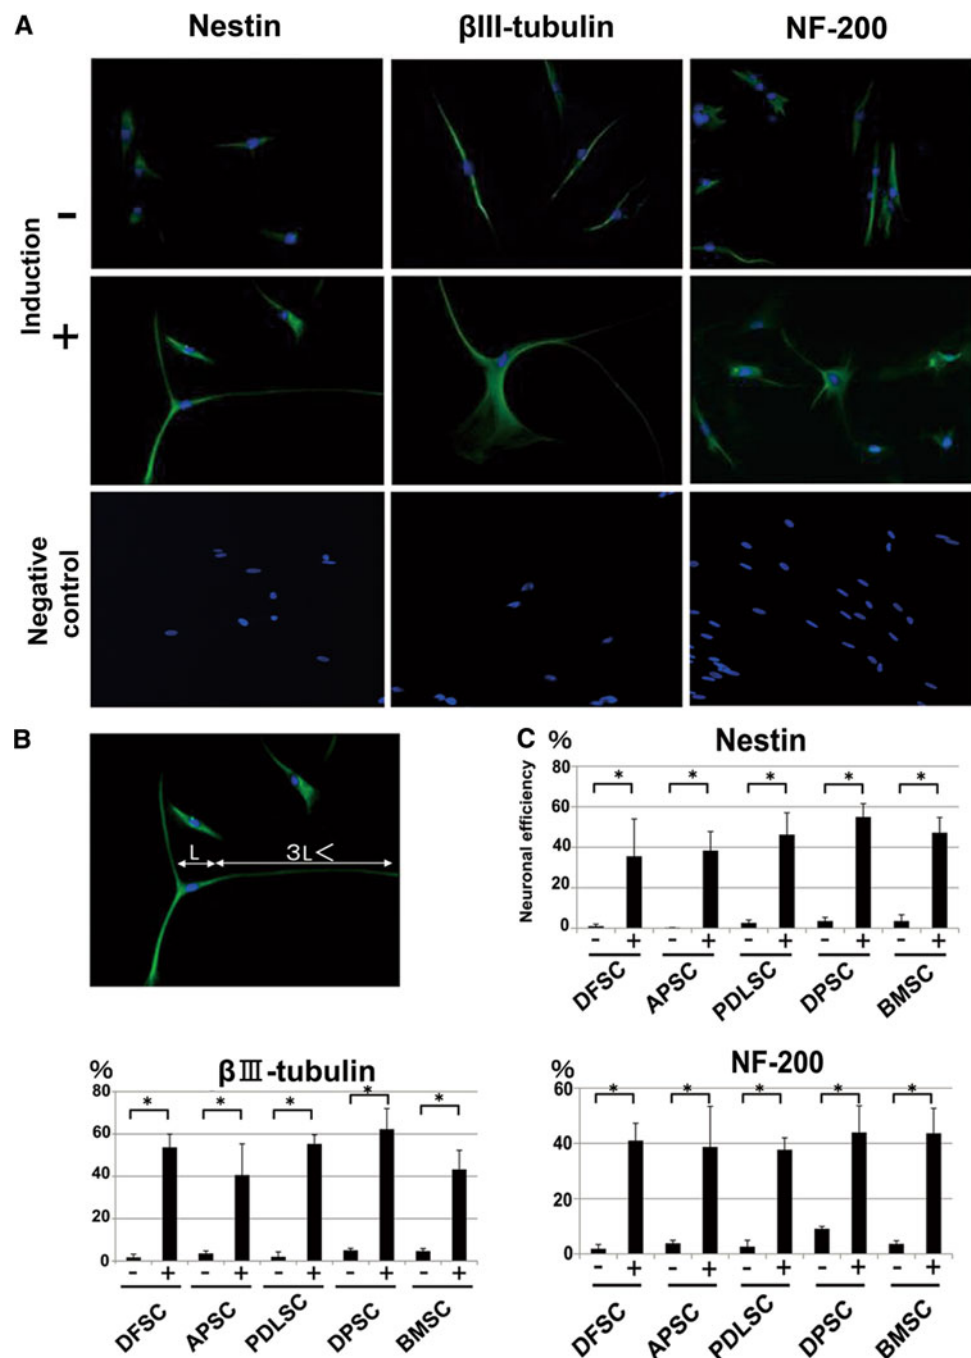 A
Nestin
βIII-tubulin
NF-200
Induction
-
+
Negative
control
B
L
3L<
C
%
Nestin
Neuronal efficiency
80
60
40
20
0
* * * * *
- + - + - + - + - +
DFSC APSC PDLSC DPSC BMSC
%
βⅢ-tubulin
80
60
40
20
0
* * * * *
- + - + - + - + - +
DFSC APSC PDLSC DPSC BMSC
%
NF-200
60
40
20
0
* * * * *
- + - + - + - + - +
DFSC APSC PDLSC DPSC BMSC